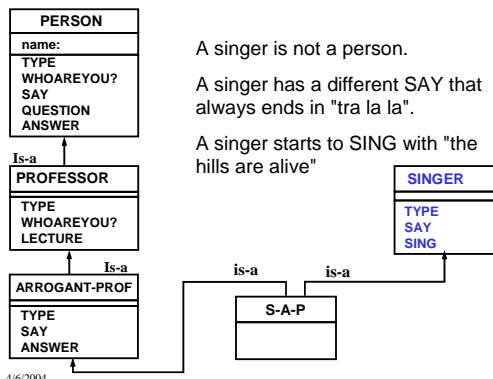 PERSON
name:
TYPE
WHOAREYOU?
SAY
QUESTION
ANSWER
Is-a
PROFESSOR
TYPE
WHOAREYOU?
LECTURE
Is-a
ARROGANT-PROF
TYPE
SAY
ANSWER
A singer is not a person.
A singer has a different SAY that
always ends in "tra la la".
A singer starts to SING with "the
hills are alive"
SINGER
TYPE
SAY
SING
is-a
is-a
S-A-P
4/6/2004